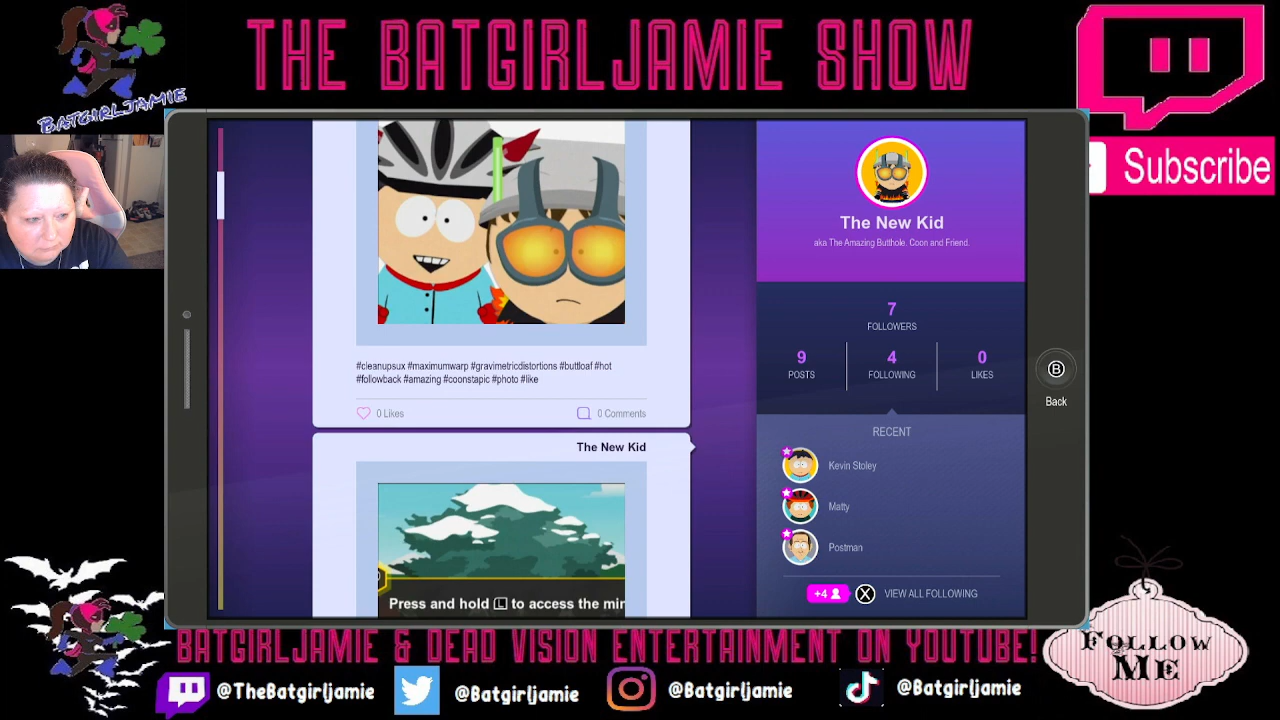 THE BATGIRLJAMIE SHOW
BATGIRLJAMIE
Subscribe
The New Kid
aka The Amazing Butthole. Coon and Friend.
7
FOLLOWERS
9
POSTS
4
FOLLOWING
0
LIKES
B
Back
#cleanupsux #maximumwarp #gravimetricdistortions #buttloaf #hot
#followback #amazing #coonstapic #photo #like
0 Likes
0 Comments
The New Kid
RECENT
Kevin Stoley
Matty
Postman
+4
X VIEW ALL FOLLOWING
Press and hold L to access the mir
BATGIRLJAMIE & DEAD VISION ENTERTAINMENT ON YOUTUBE!
FOLLOW
ME
@TheBatgirljamie
@Batgirljamie
@Batgirljamie
@Batgirljamie